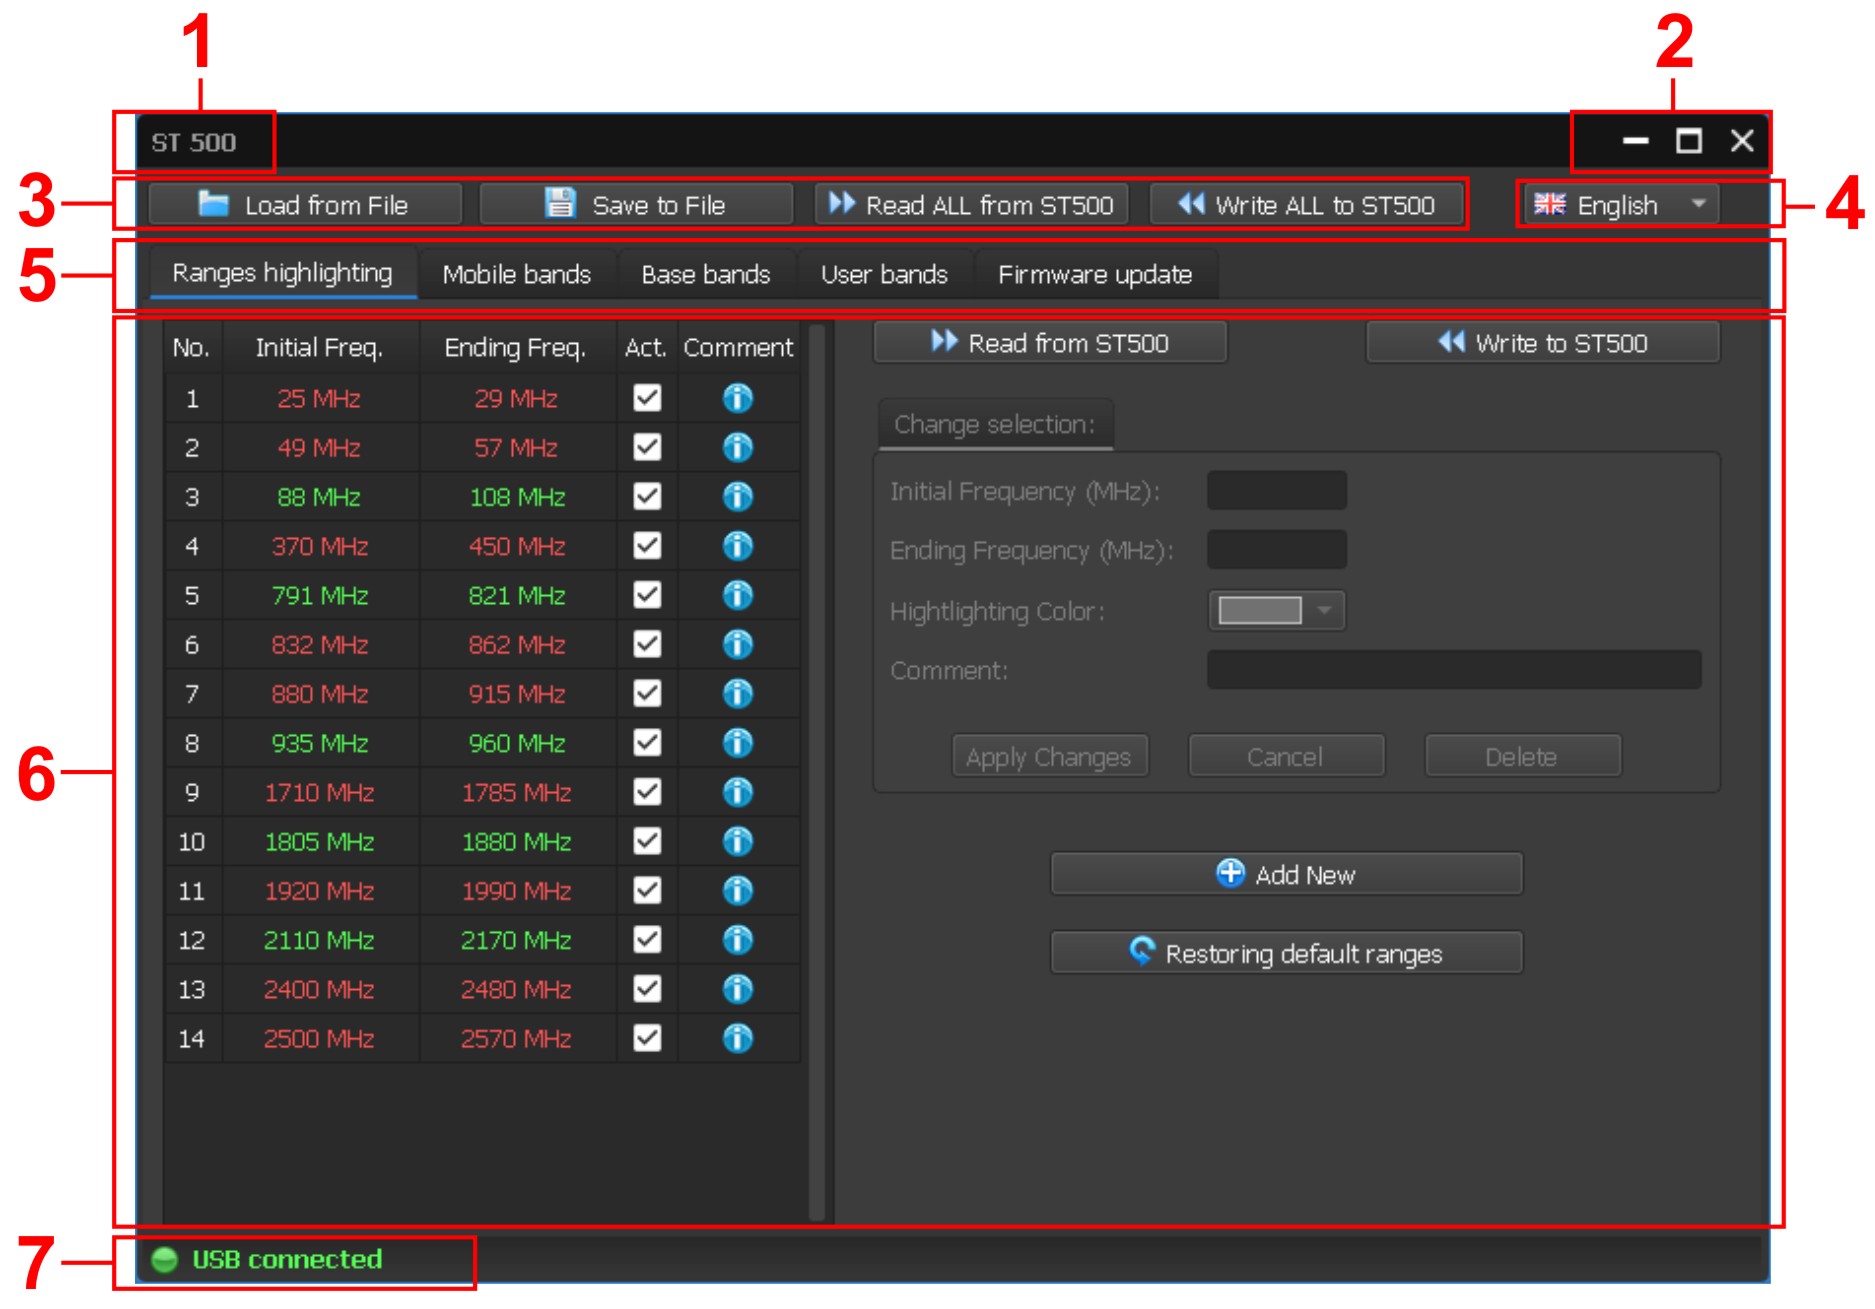 1
2
ST 500
3
Load from File
Save to File
Read ALL from ST500
Write ALL to ST500
English
4
5
Ranges highlighting
Mobile bands
Base bands
User bands
Firmware update
6
No. Initial Freq. Ending Freq. Act. Comment
1 25 MHz 29 MHz
2 49 MHz 57 MHz
3 88 MHz 108 MHz
4 370 MHz 450 MHz
5 791 MHz 821 MHz
6 832 MHz 862 MHz
7 880 MHz 915 MHz
8 935 MHz 960 MHz
9 1710 MHz 1785 MHz
10 1805 MHz 1880 MHz
11 1920 MHz 1990 MHz
12 2110 MHz 2170 MHz
13 2400 MHz 2480 MHz
14 2500 MHz 2570 MHz
Read from ST500
Write to ST500
Change selection:
Initial Frequency (MHz):
Ending Frequency (MHz):
Hightlighting Color:
Comment:
Apply Changes
Cancel
Delete
Add New
Restoring default ranges
7
USB connected